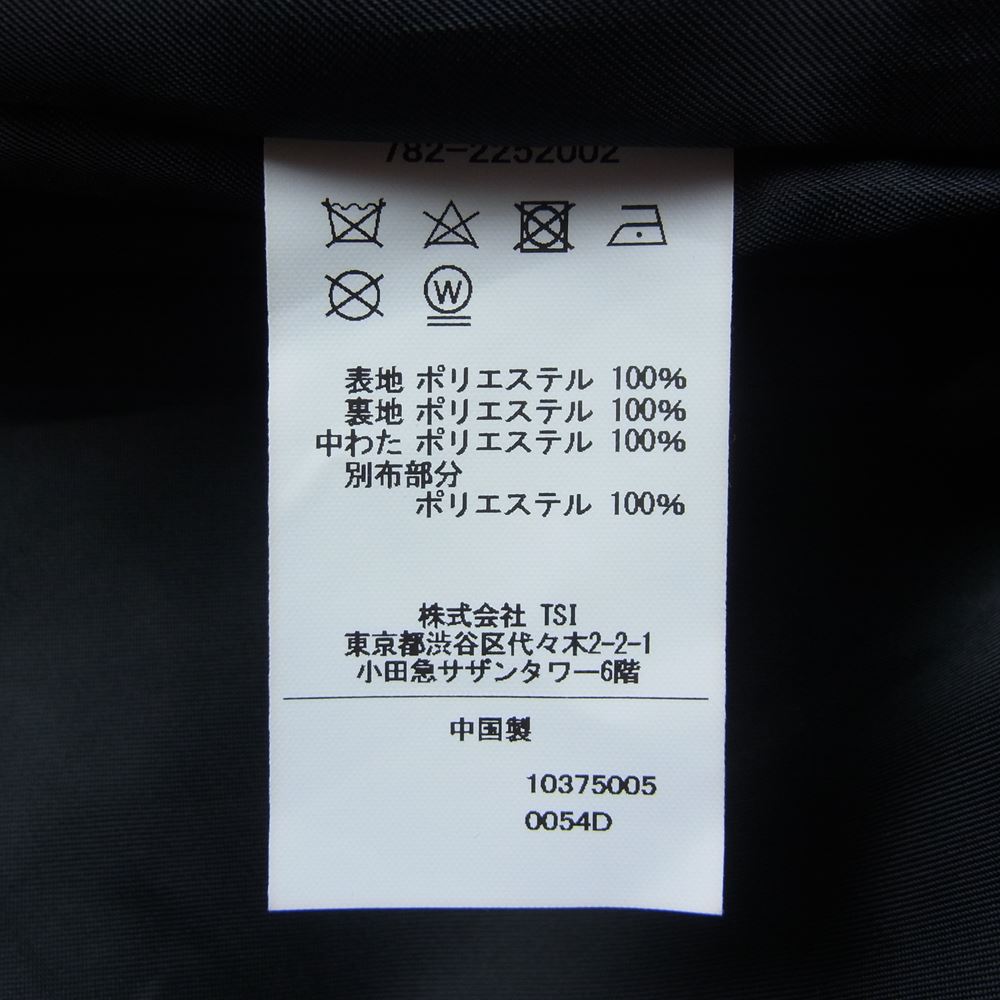 782-2252002
W
表地 ポリエステル 100%
裏地 ポリエステル 100%
中わた ポリエステル 100%
別布部分
ポリエステル 100%
株式会社 TSI
東京都渋谷区代々木2-2-1
小田急サザンタワー6階
中国製
10375005
0054D